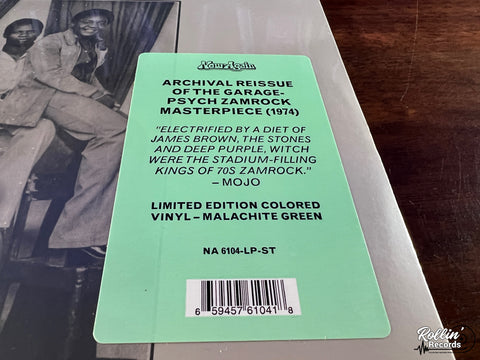 Now-Again
ARCHIVAL REISSUE
OF THE GARAGE-
PSYCH ZAMROCK
MASTERPIECE (1974)
"ELECTRIFIED BY A DIET OF
JAMES BROWN, THE STONES
AND DEEP PURPLE, WITCH
WERE THE STADIUM-FILLING
KINGS OF 70S ZAMROCK."
– MOJO
LIMITED EDITION COLORED
VINYL – MALACHITE GREEN
NA 6104-LP-ST
6 59457 61041 8
Rollin'
Records